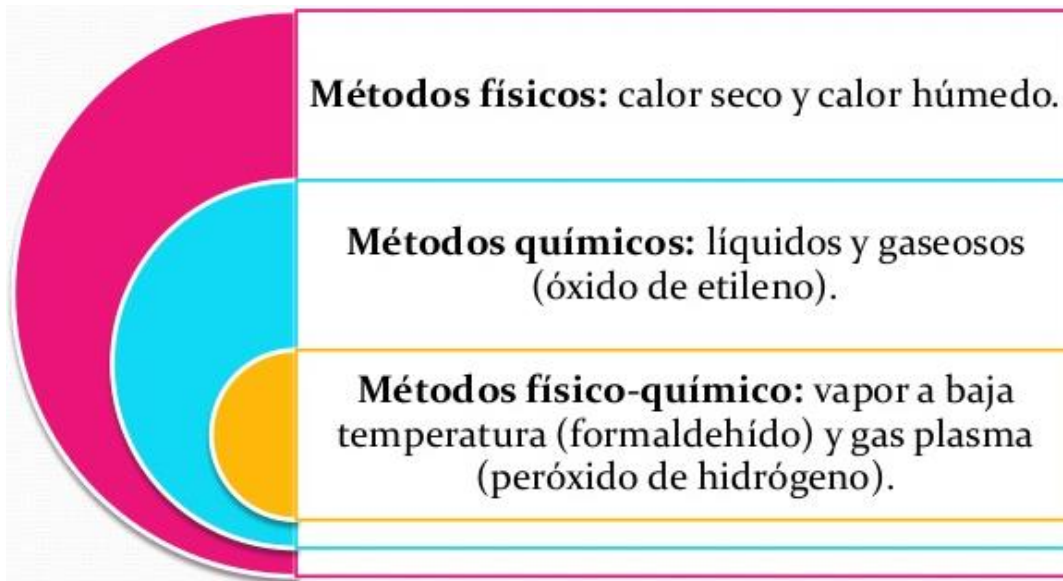 Métodos físicos: calor seco y calor húmedo.
Métodos químicos: líquidos y gaseosos
(óxido de etileno).
Métodos físico-químico: vapor a baja
temperatura (formaldehído) y gas plasma
(peróxido de hidrógeno).